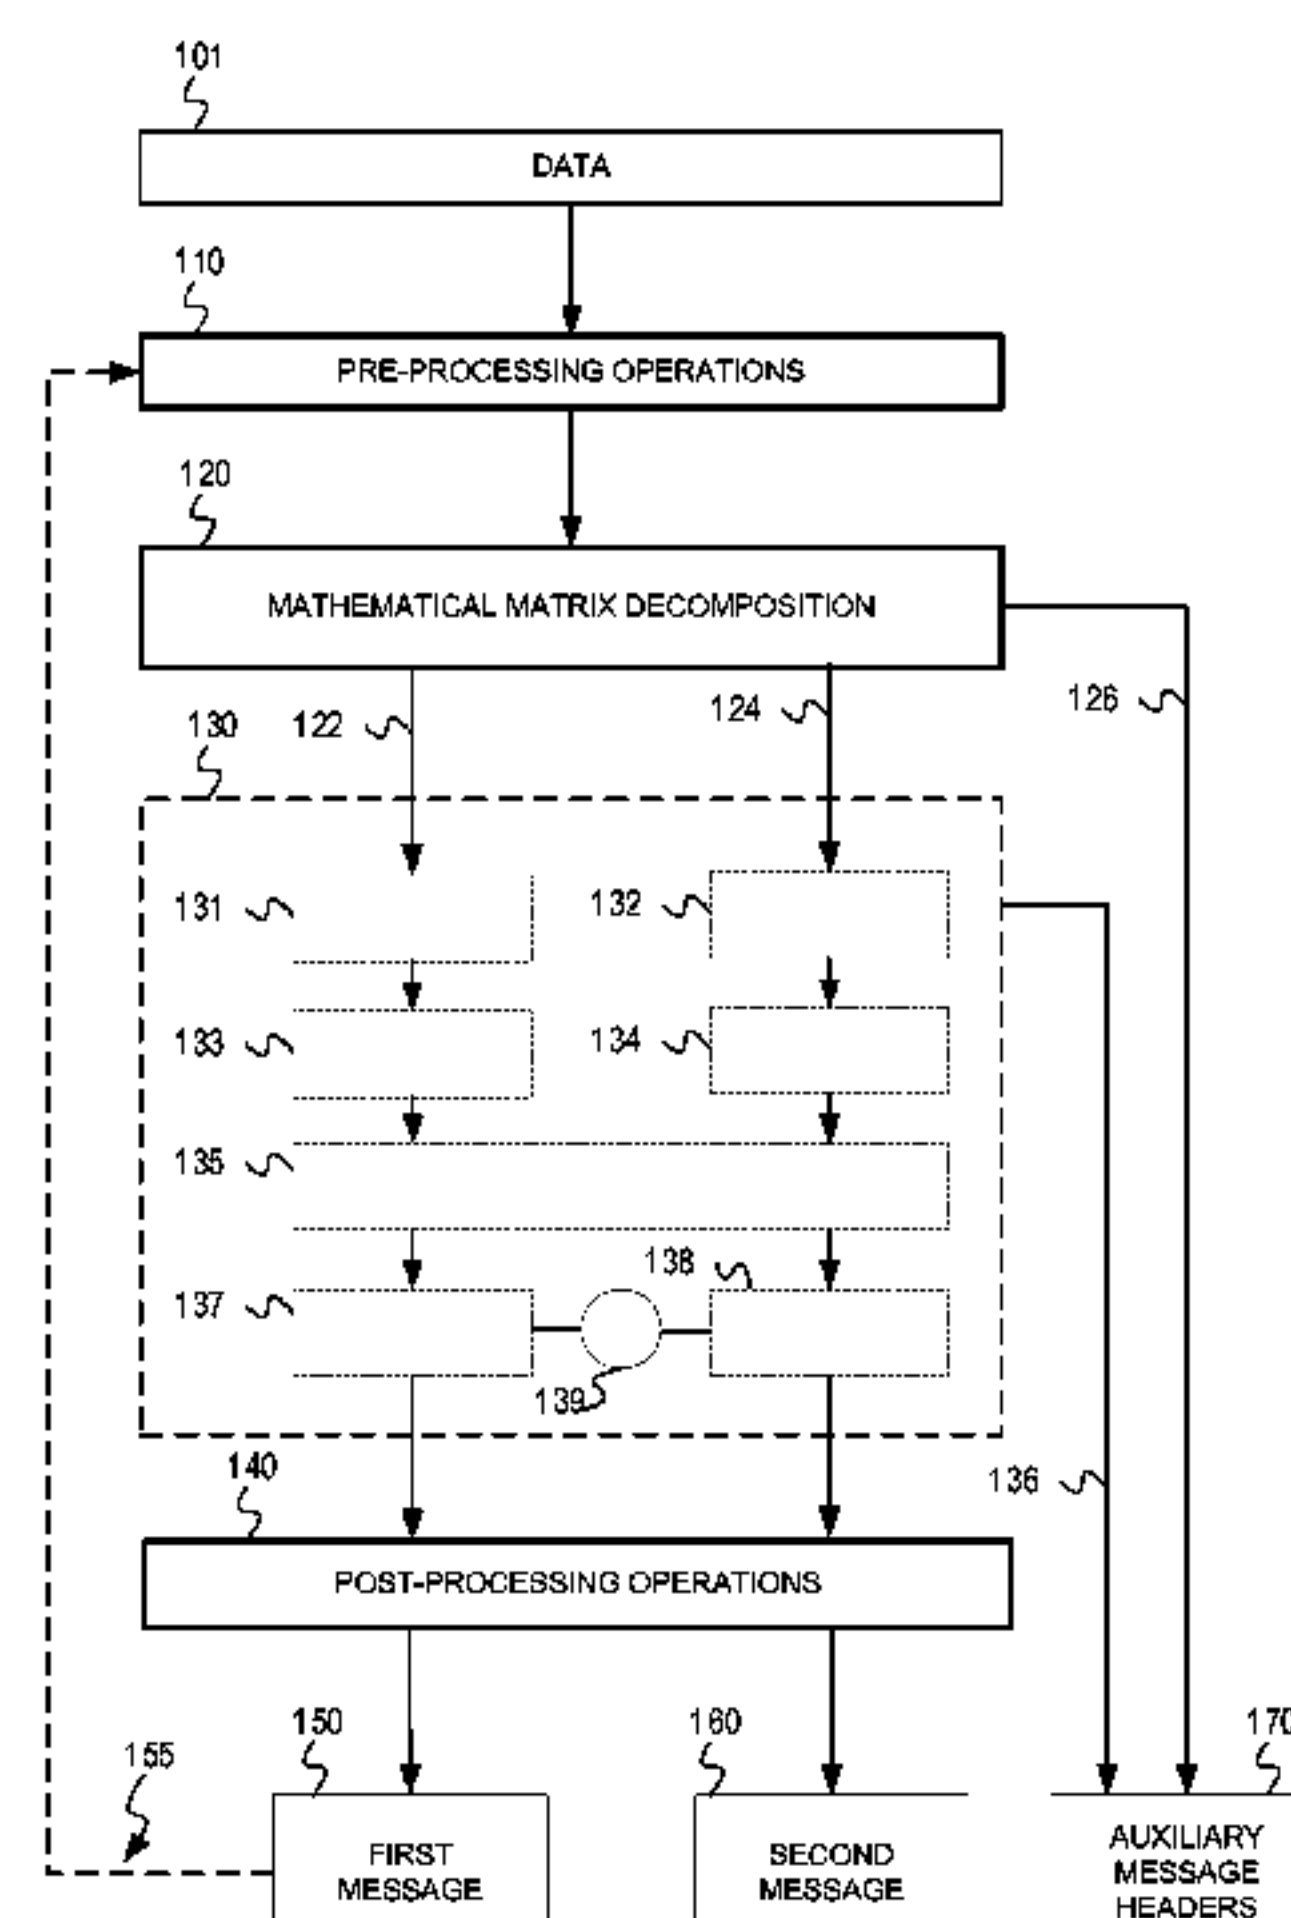 101
DATA
110
PRE-PROCESSING OPERATIONS
120
MATHEMATICAL MATRIX DECOMPOSITION
122
124
126
130
131
132
133
134
135
138
137
139
140
136
POST-PROCESSING OPERATIONS
150
160
170
155
FIRST
MESSAGE
SECOND
MESSAGE
AUXILIARY
MESSAGE
HEADERS